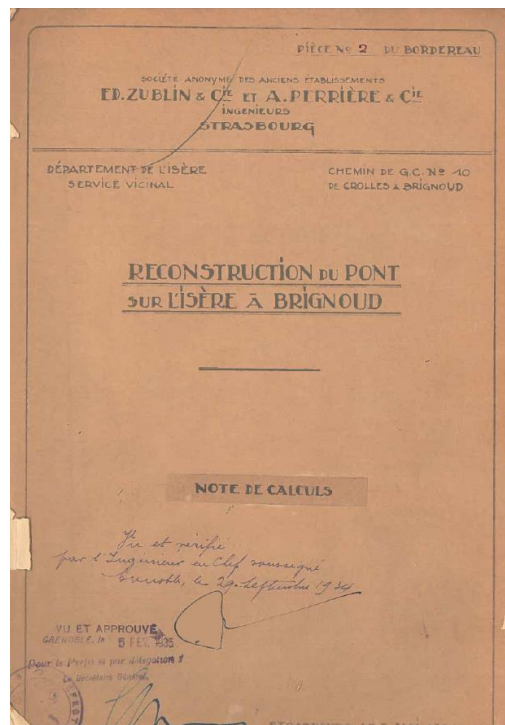 PIÈCE No 2 DU BORDEREAU
SOCIÉTÉ ANONYME DES ANCIENS ÉTABLISSEMENTS
ED. ZUBLIN & Cie ET A. PERRIÈRE & Cie
INGENIEURS
STRASBOURG
DÉPARTEMENT DE L'ISÈRE
SERVICE VICINAL
CHEMIN DE G.C. No 10
DE CROLLES À BRIGNOUD
RECONSTRUCTION DU PONT
SUR L'ISÈRE À BRIGNOUD
NOTE DE CALCULS
Vu et vérifié
par l'Ingénieur en Chef soussigné
Grenoble, le 29 Septembre 1934
VU ET APPROUVÉ
GRENOBLE, le 5 FEV. 1935
Pour le Préfet et par délégation
Le Secrétaire Général,